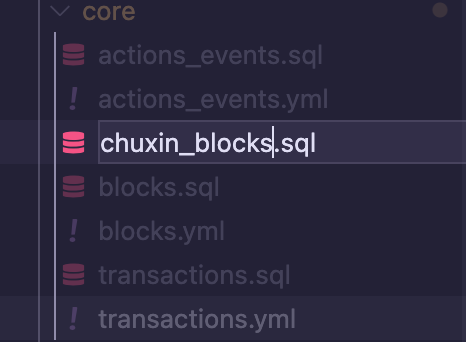 core
actions_events.sql
! actions_events.yml
chuxin_blocks.sql
blocks.sql
! blocks.yml
transactions.sql
! transactions.yml